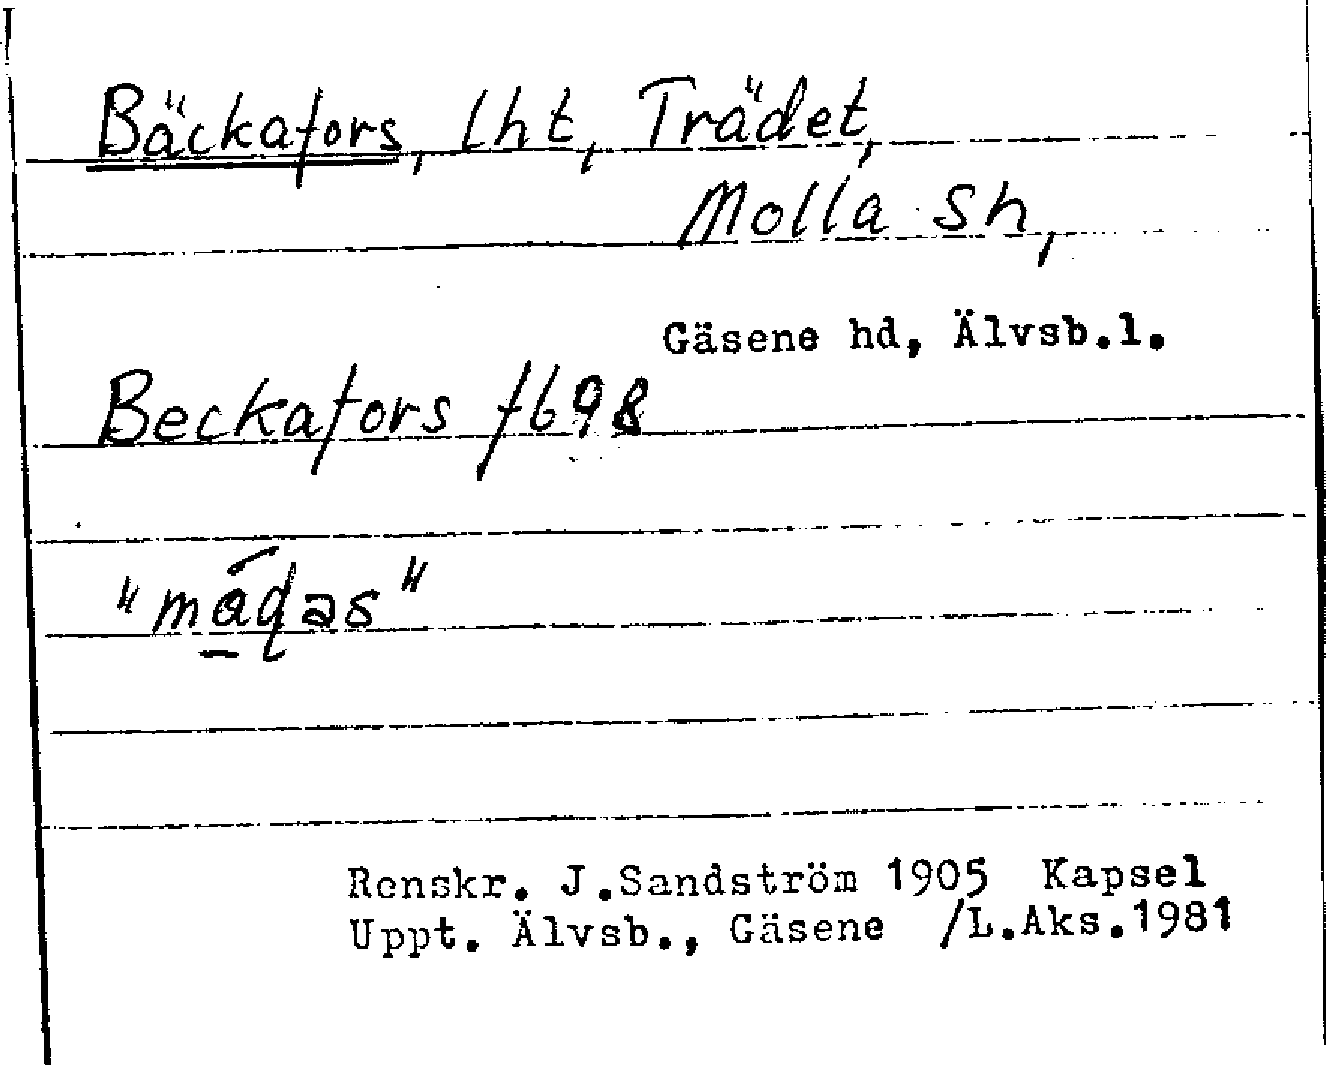 Bäckafors, lht, Trädet,
Molla sn,
Gäsene hd, Älvsb.l.
Beckafors 1698
Renskr. J.Sandström 1905 Kapsel
Uppt. Älvsb., Gäsene /L.Aks.1981